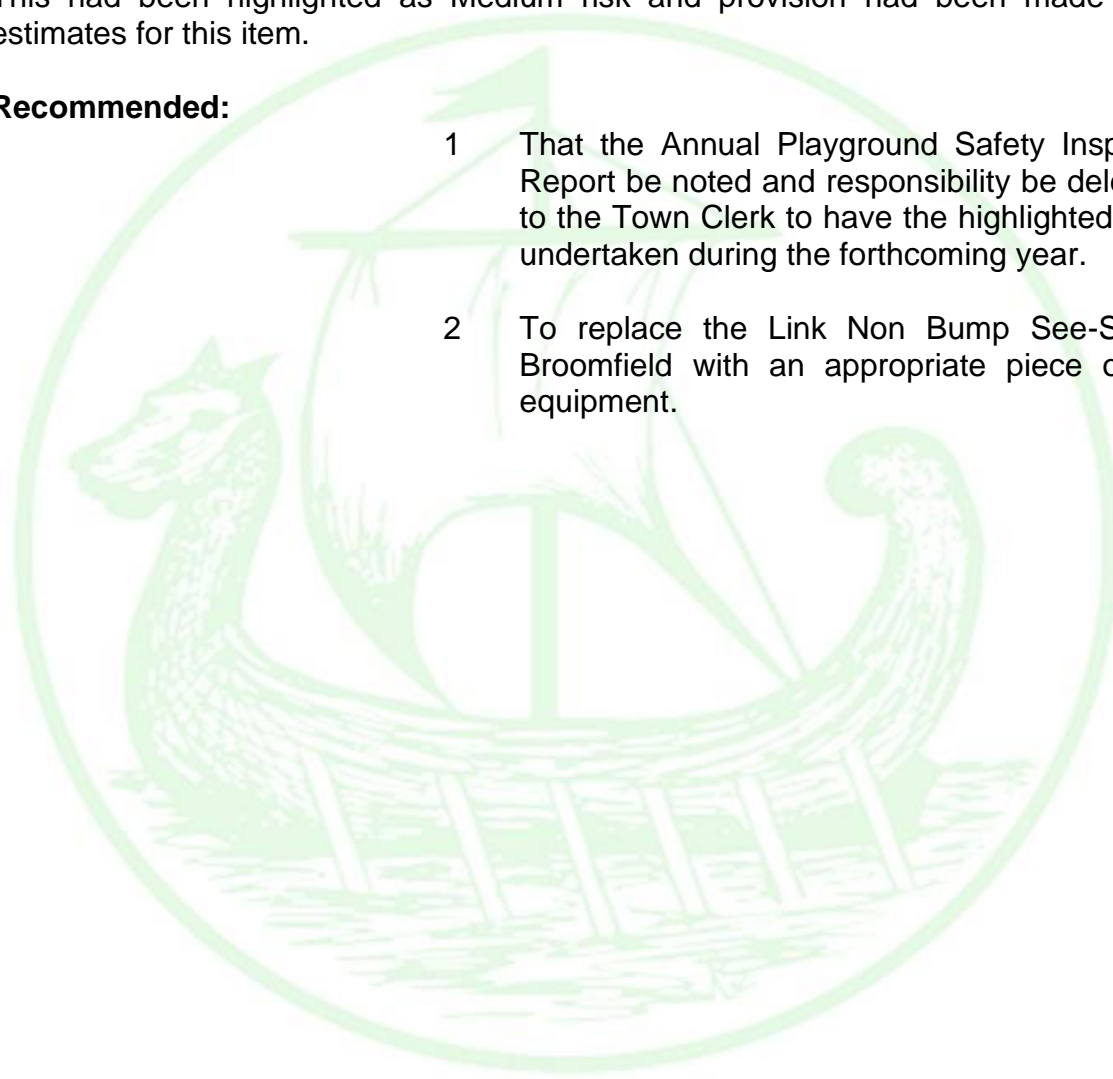 This had been highlighted as Medium risk and provision had been made
estimates for this item.
Recommended:
1 That the Annual Playground Safety Insp
Report be noted and responsibility be del
to the Town Clerk to have the highlighted
undertaken during the forthcoming year.
2 To replace the Link Non Bump See-S
Broomfield with an appropriate piece
equipment.